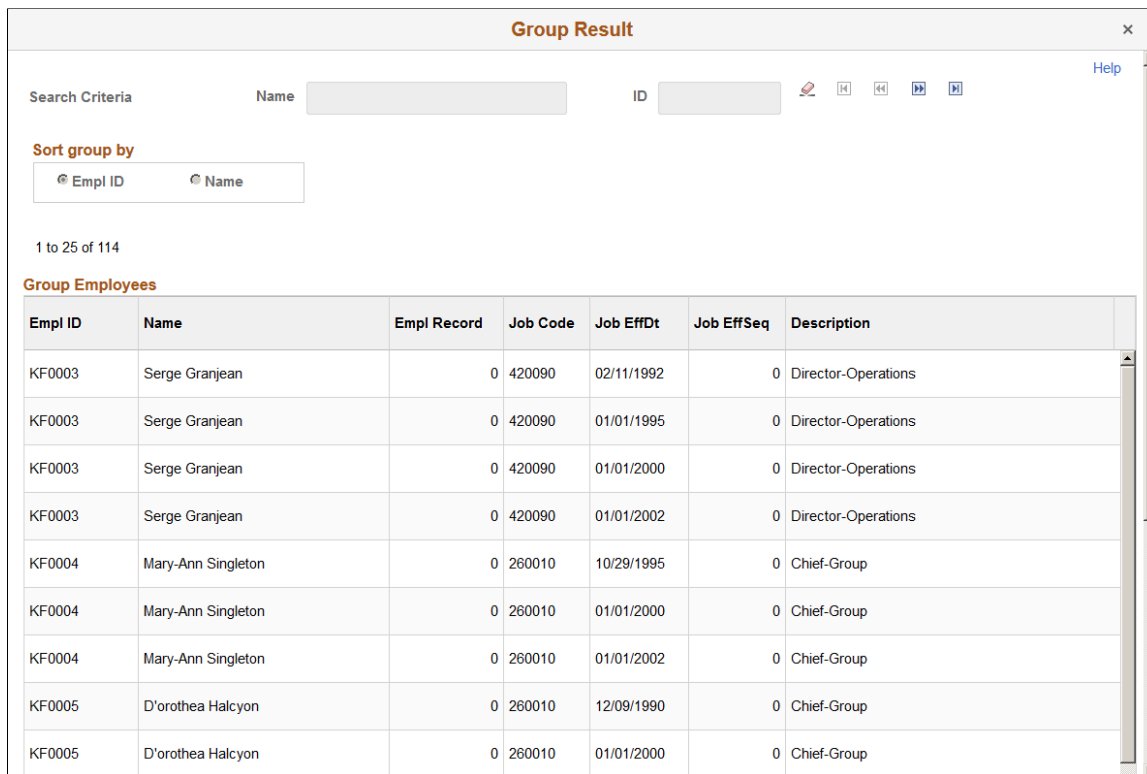 Group Result ×
Help
Search Criteria Name ID
Sort group by
Empl ID Name
1 to 25 of 114
Group Employees
Empl ID Name Empl Record Job Code Job EffDt Job EffSeq Description
KF0003 Serge Granjean 0 420090 02/11/1992 0 Director-Operations
KF0003 Serge Granjean 0 420090 01/01/1995 0 Director-Operations
KF0003 Serge Granjean 0 420090 01/01/2000 0 Director-Operations
KF0003 Serge Granjean 0 420090 01/01/2002 0 Director-Operations
KF0004 Mary-Ann Singleton 0 260010 10/29/1995 0 Chief-Group
KF0004 Mary-Ann Singleton 0 260010 01/01/2000 0 Chief-Group
KF0004 Mary-Ann Singleton 0 260010 01/01/2002 0 Chief-Group
KF0005 D'orothea Halcyon 0 260010 12/09/1990 0 Chief-Group
KF0005 D'orothea Halcyon 0 260010 01/01/2000 0 Chief-Group